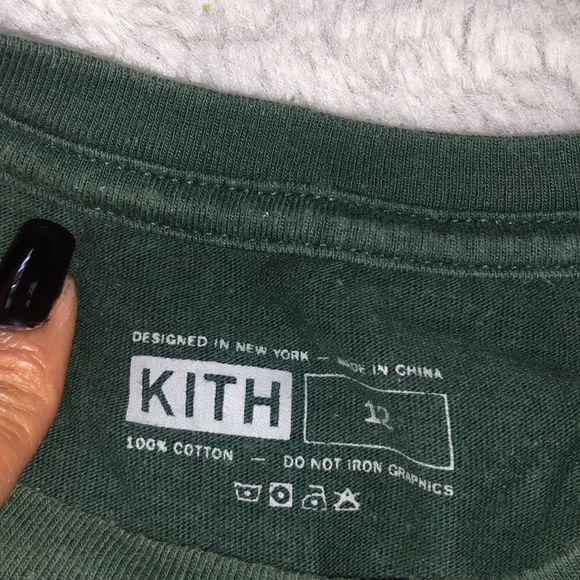 DESIGNED IN NEW YORK — MADE IN CHINA
KITH 12
100% COTTON — DO NOT IRON GRAPHICS